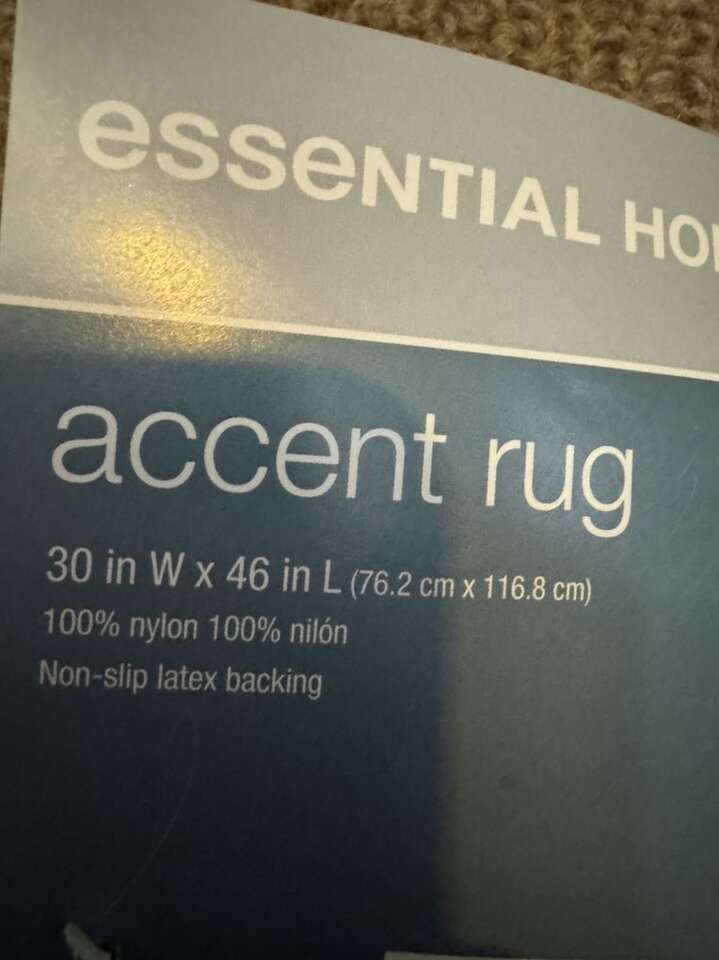 essential HO
accent rug
30 in W x 46 in L (76.2 cm x 116.8 cm)
100% nylon 100% nilón
Non-slip latex backing